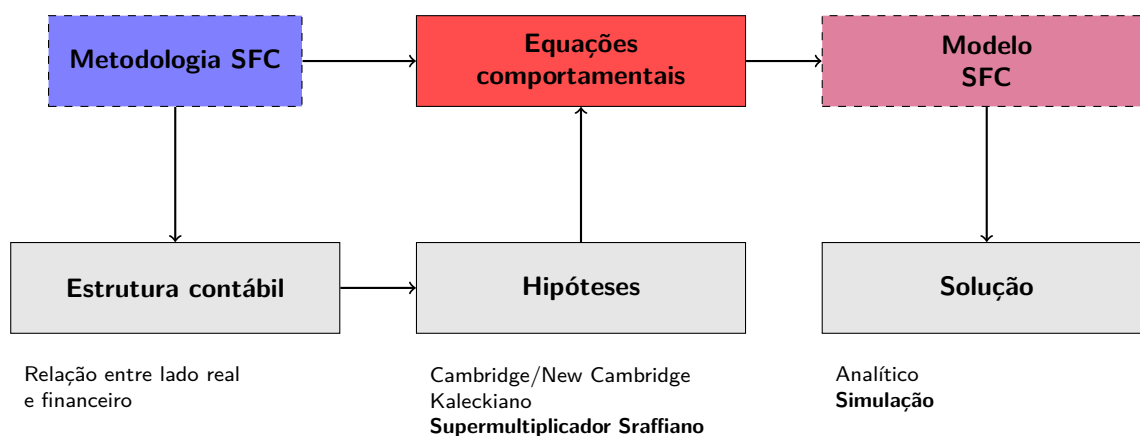 Metodologia SFC
Equações
comportamentais
Modelo
SFC
Estrutura contábil
Hipóteses
Solução
Relação entre lado real
e financeiro
Cambridge/New Cambridge
Kaleckiano
Supermultiplicador Sraffiano
Analítico
Simulação